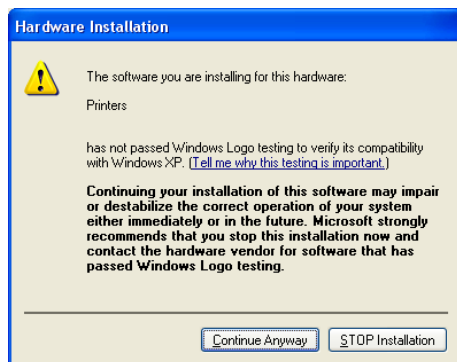 Hardware Installation
The software you are installing for this hardware:
Printers
has not passed Windows Logo testing to verify its compatibility
with Windows XP. (Tell me why this testing is important.)
Continuing your installation of this software may impair
or destabilize the correct operation of your system
either immediately or in the future. Microsoft strongly
recommends that you stop this installation now and
contact the hardware vendor for software that has
passed Windows Logo testing.
Continue Anyway
STOP Installation